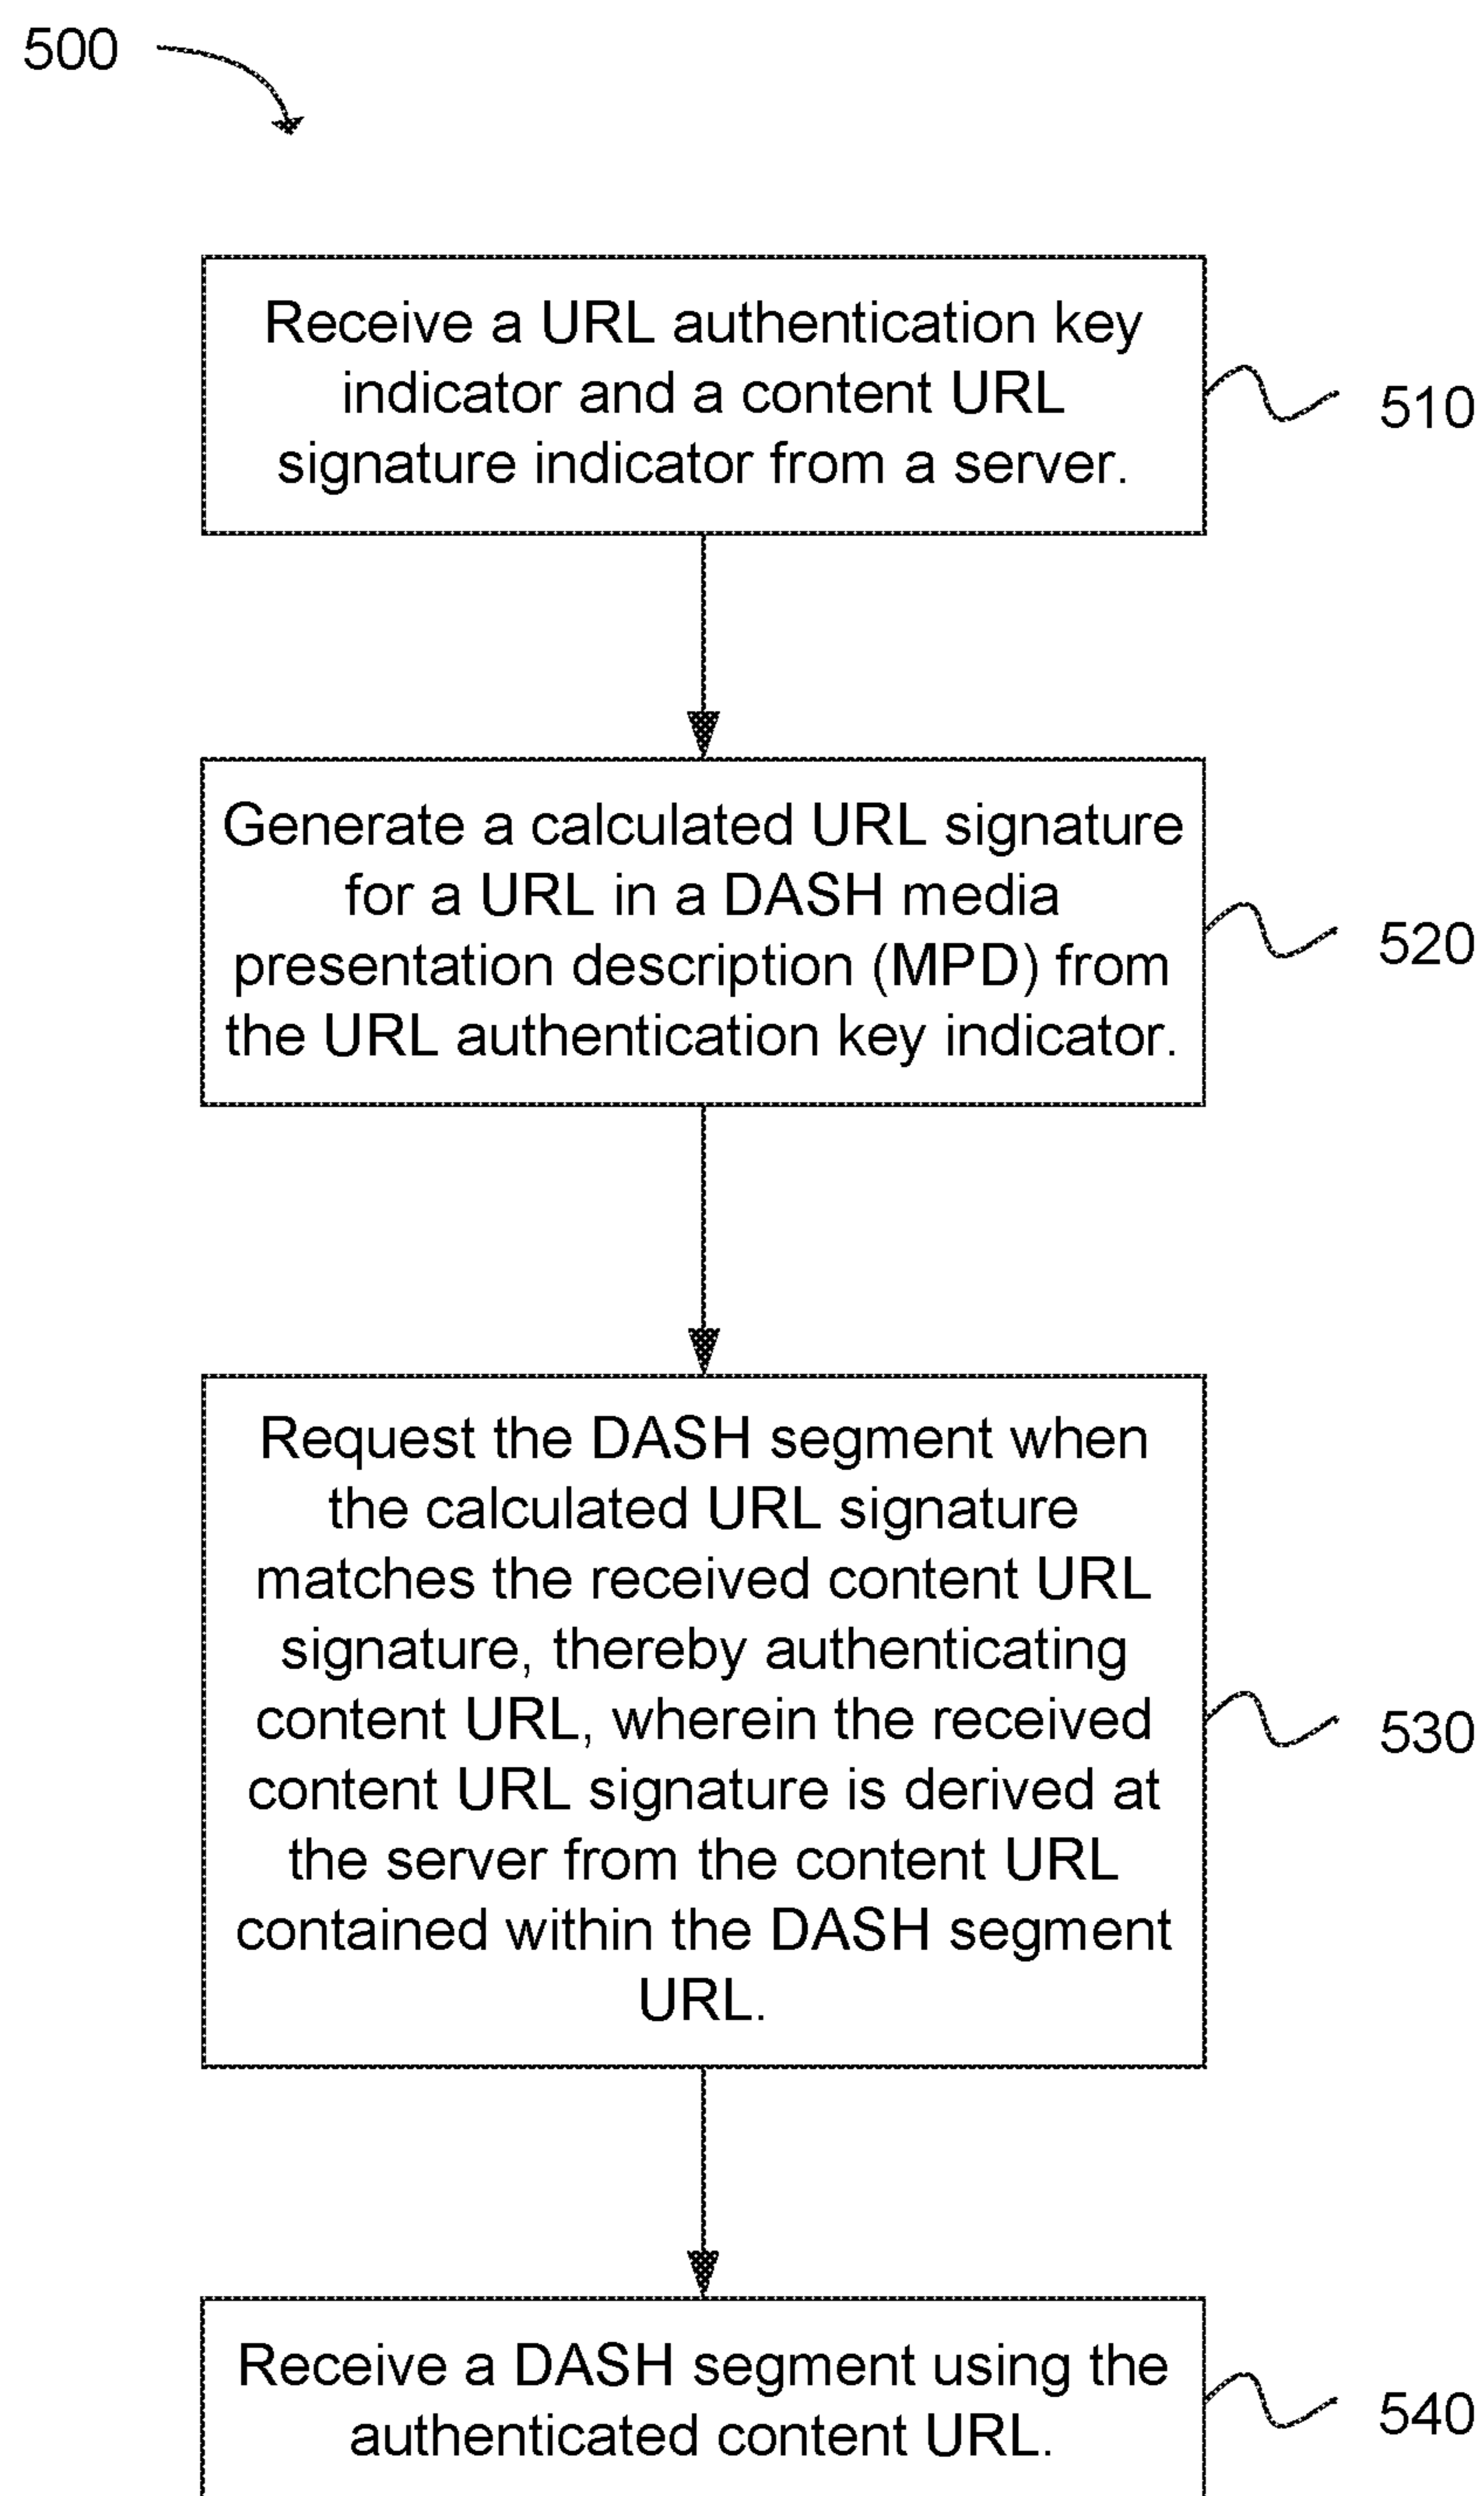 500
Receive a URL authentication key
indicator and a content URL
signature indicator from a server.
510
Generate a calculated URL signature
for a URL in a DASH media
presentation description (MPD) from
the URL authentication key indicator.
520
Request the DASH segment when
the calculated URL signature
matches the received content URL
signature, thereby authenticating
content URL, wherein the received
content URL signature is derived at
the server from the content URL
contained within the DASH segment
URL.
530
Receive a DASH segment using the
authenticated content URL.
540